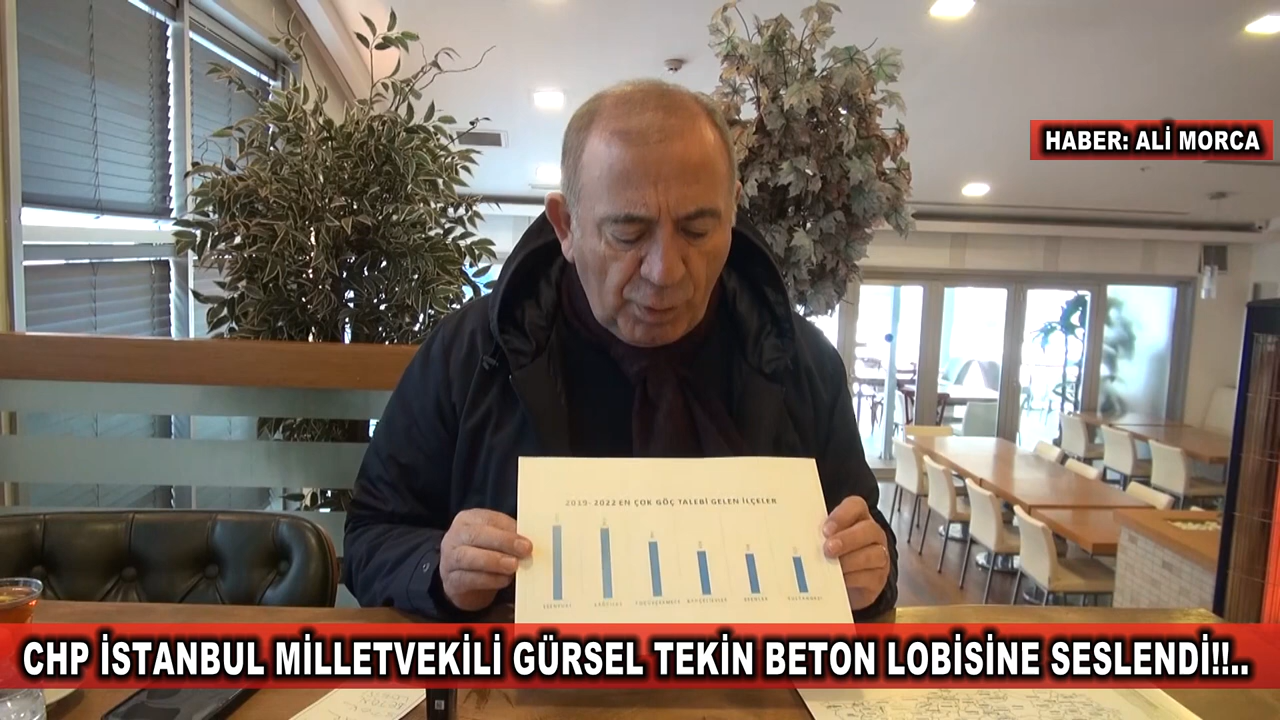 HABER: ALİ MORCA
2019-2022 EN ÇOK GÖÇ TALEBİ GELEN İLÇELER
CHP İSTANBUL MİLLETVEKİLİ GÜRSEL TEKİN BETON LOBİSİNE SESLENDİ!!..